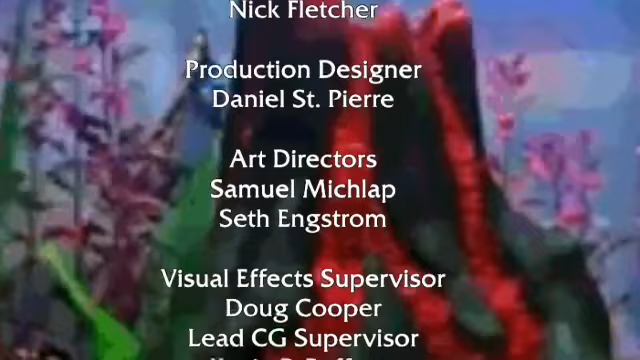 Nick Fletcher
Production Designer
Daniel St. Pierre
Art Directors
Samuel Michlap
Seth Engstrom
Visual Effects Supervisor
Doug Cooper
Lead CG Supervisor